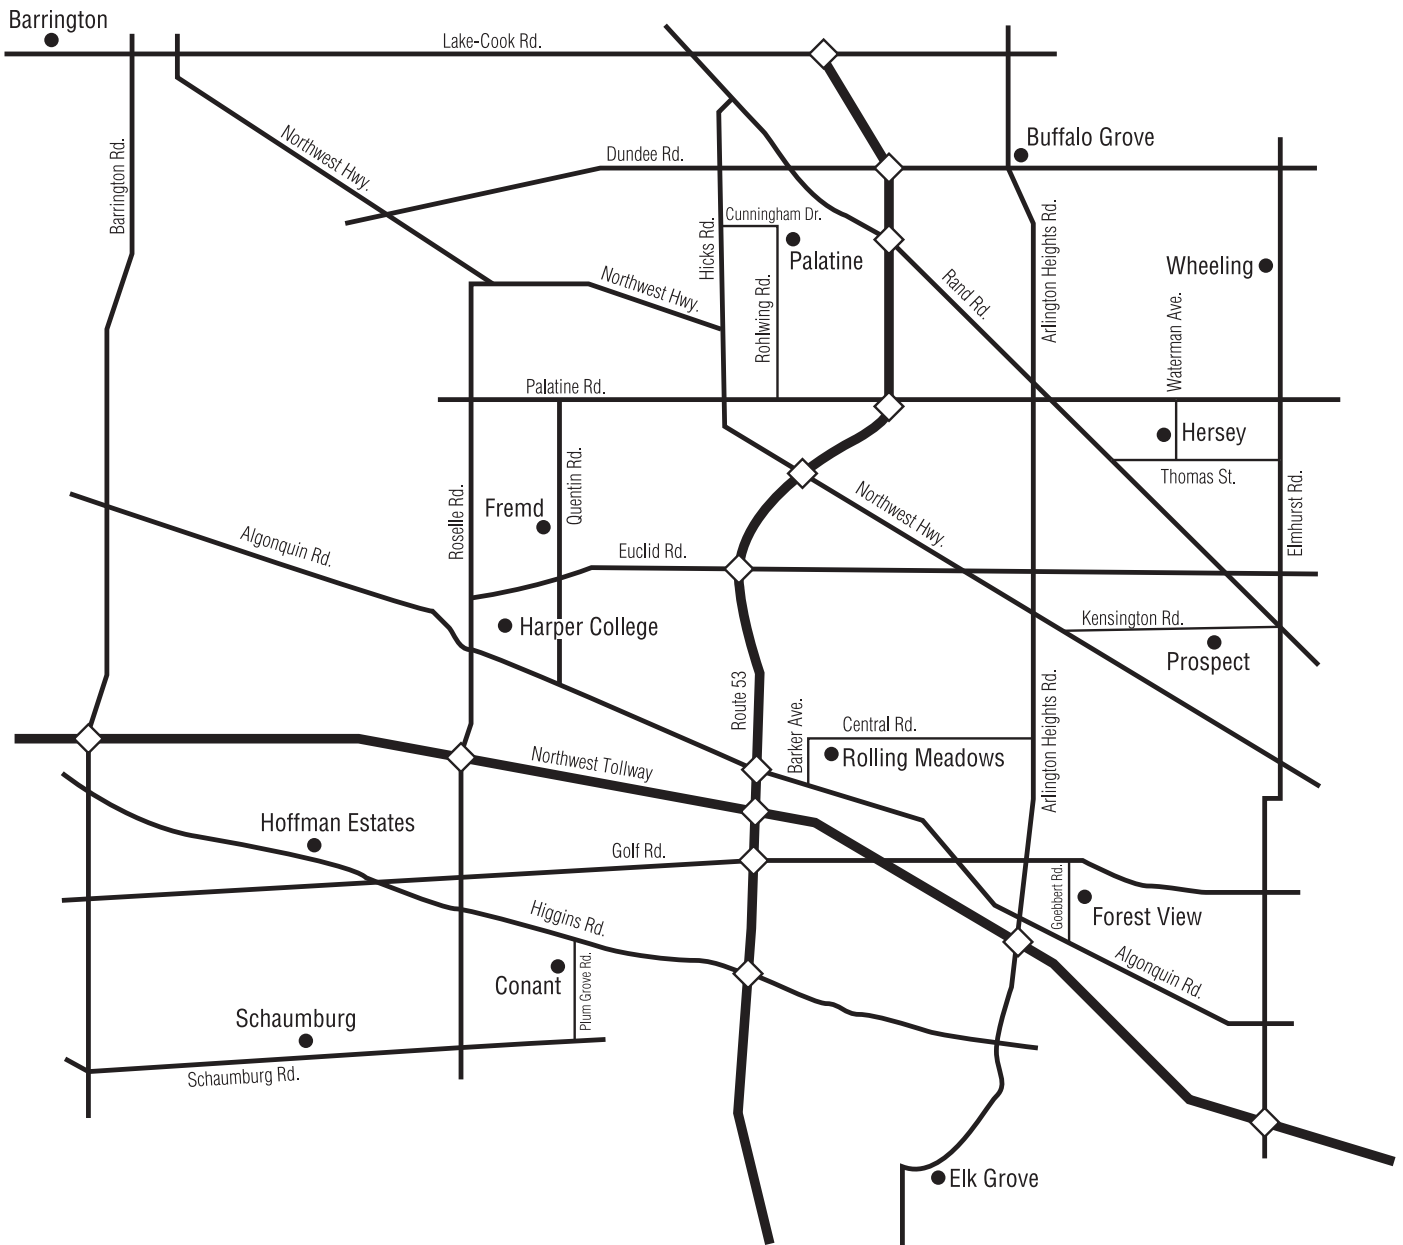 Barrington
Lake-Cook Rd.
Barrington Rd.
Northwest Hwy.
Dundee Rd.
Buffalo Grove
Cunningham Dr.
Hicks Rd.
Palatine
Rohlwing Rd.
Northwest Hwy.
Rand Rd.
Arlington Heights Rd.
Wheeling
Waterman Ave.
Palatine Rd.
Hersey
Thomas St.
Elmhurst Rd.
Roselle Rd.
Fremd
Quentin Rd.
Northwest Hwy.
Algonquin Rd.
Euclid Rd.
Harper College
Kensington Rd.
Prospect
Route 53
Barker Ave.
Central Rd.
Rolling Meadows
Arlington Heights Rd.
Northwest Tollway
Hoffman Estates
Golf Rd.
Goebbert Rd.
Forest View
Higgins Rd.
Algonquin Rd.
Conant
Plum Grove Rd.
Schaumburg
Schaumburg Rd.
Elk Grove